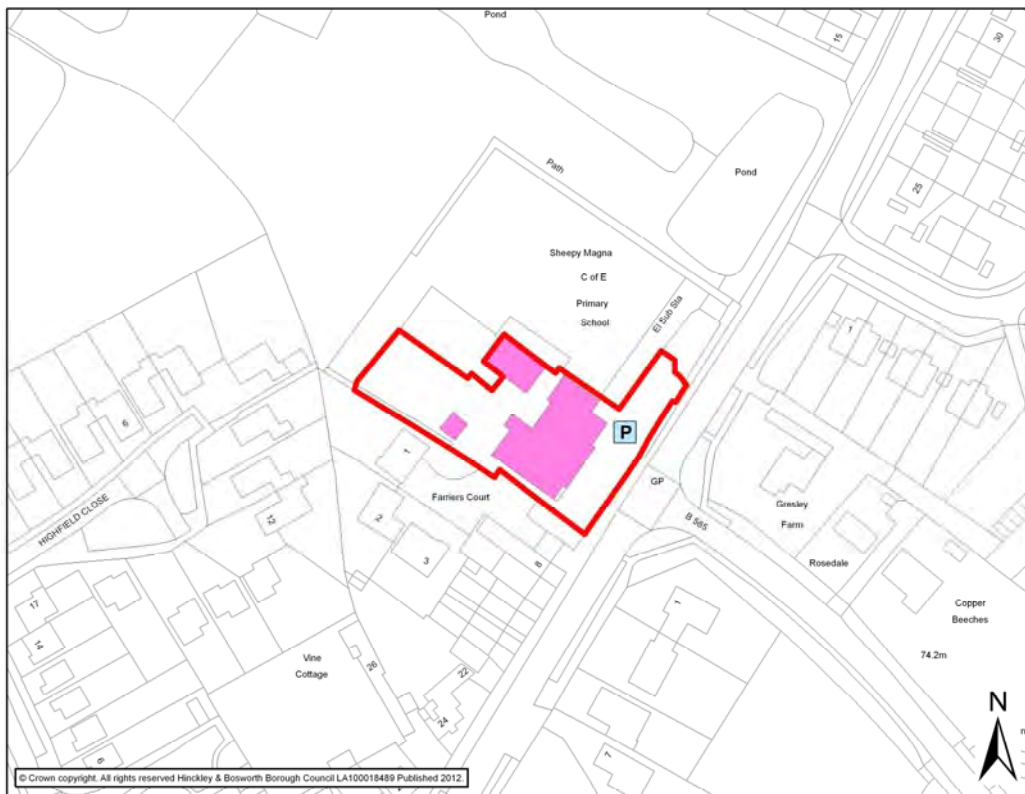 Pond
15
30
Path
Pond
25
Sheepy Magna
C of E
Primary
School
El Sub Sta
1
P
6
1
GP
HIGHFIELD CLOSE
12
Farriers Court
2
B 585
Gresley
Farm
3
8
Rosedale
17
1
Copper
Beeches
14
74.2m
Vine
Cottage
26
22
24
N
7
6
© Crown copyright. All rights reserved Hinckley & Bosworth Borough Council LA100018489 Published 2012.